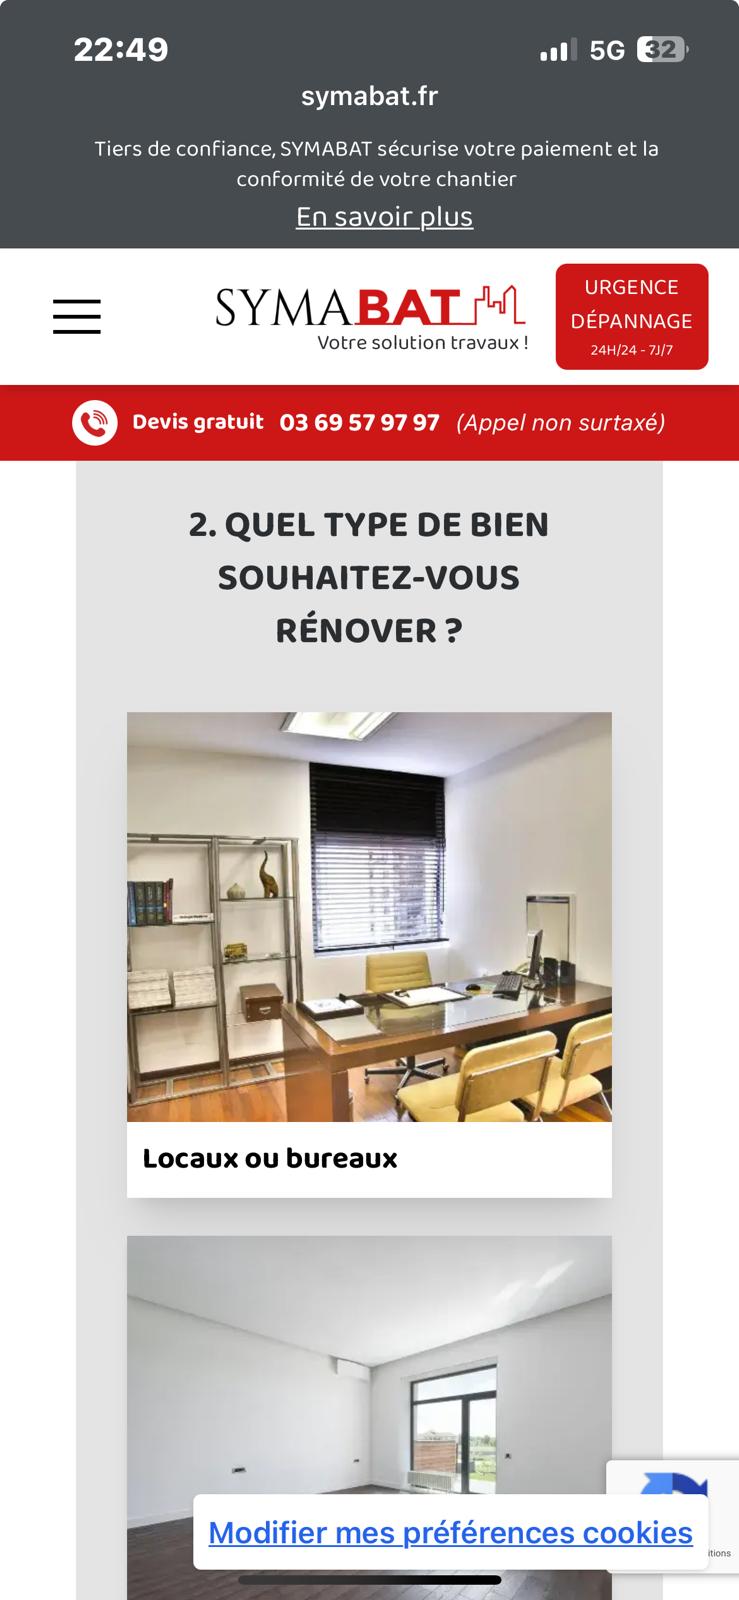 22:49
5G
32
symabat.fr
Tiers de confiance, SYMABAT sécurise votre paiement et la
conformité de votre chantier
En savoir plus
SYMABAT
Votre solution travaux !
URGENCE
DÉPANNAGE
24H/24 - 7J/7
Devis gratuit 03 69 57 97 97 (Appel non surtaxé)
2. QUEL TYPE DE BIEN
SOUHAITEZ-VOUS
RÉNOVER ?
Locaux ou bureaux
Modifier mes préférences cookies
itions